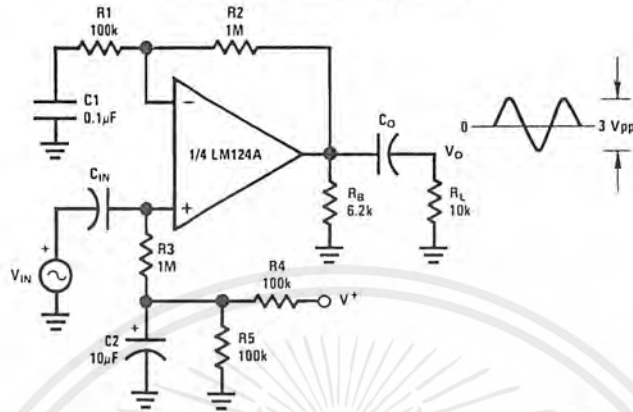 R1
100k
R2
1M
C1
0.1μF
−
1/4 LM124A
+
CO
VO
0
3 Vpp
CIN
RB
6.2k
RL
10k
+
VIN
R3
1M
R4
100k
V+
+
C2
10μF
R5
100k